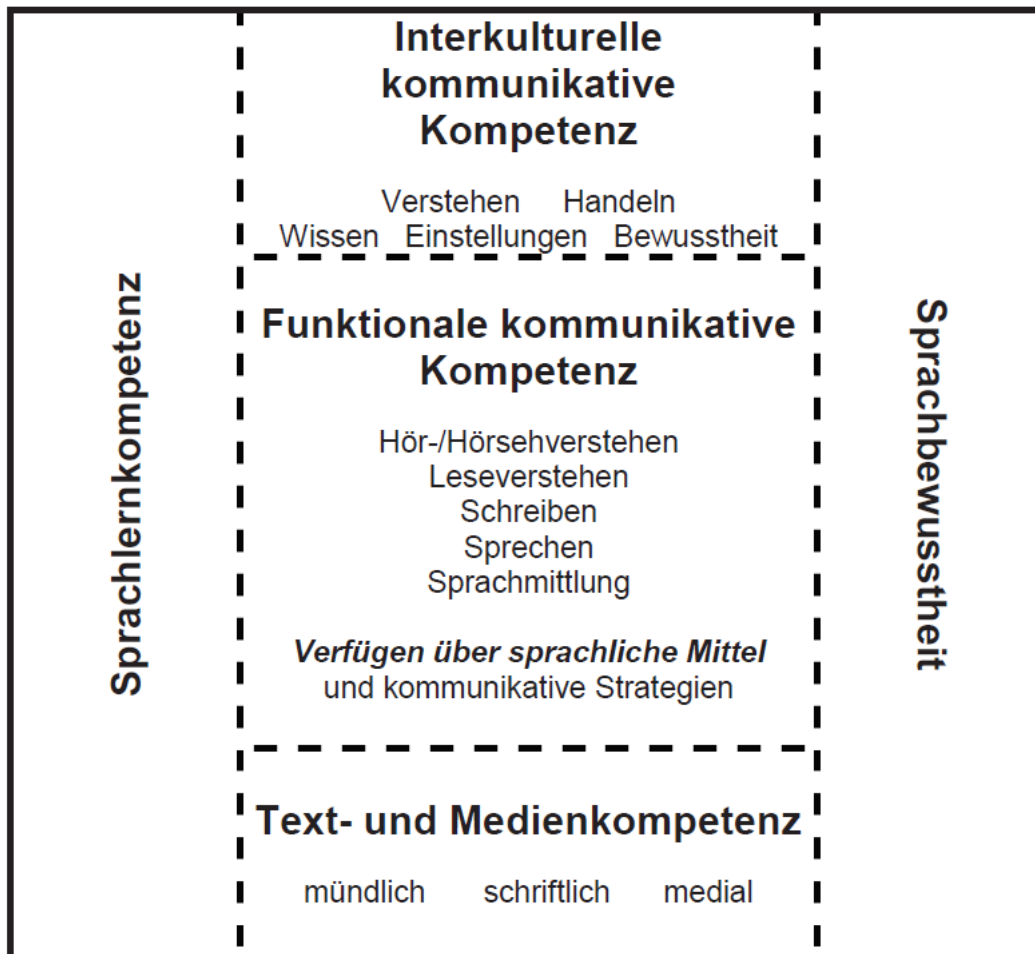 Interkulturelle
kommunikative
Kompetenz
Verstehen Handeln
Wissen Einstellungen Bewusstheit
Sprachlernkompetenz
Funktionale kommunikative
Kompetenz
Hör-/Hörsehverstehen
Leseverstehen
Schreiben
Sprechen
Sprachmittlung
Verfügen über sprachliche Mittel
und kommunikative Strategien
Sprachbewusstheit
Text- und Medienkompetenz
mündlich schriftlich medial